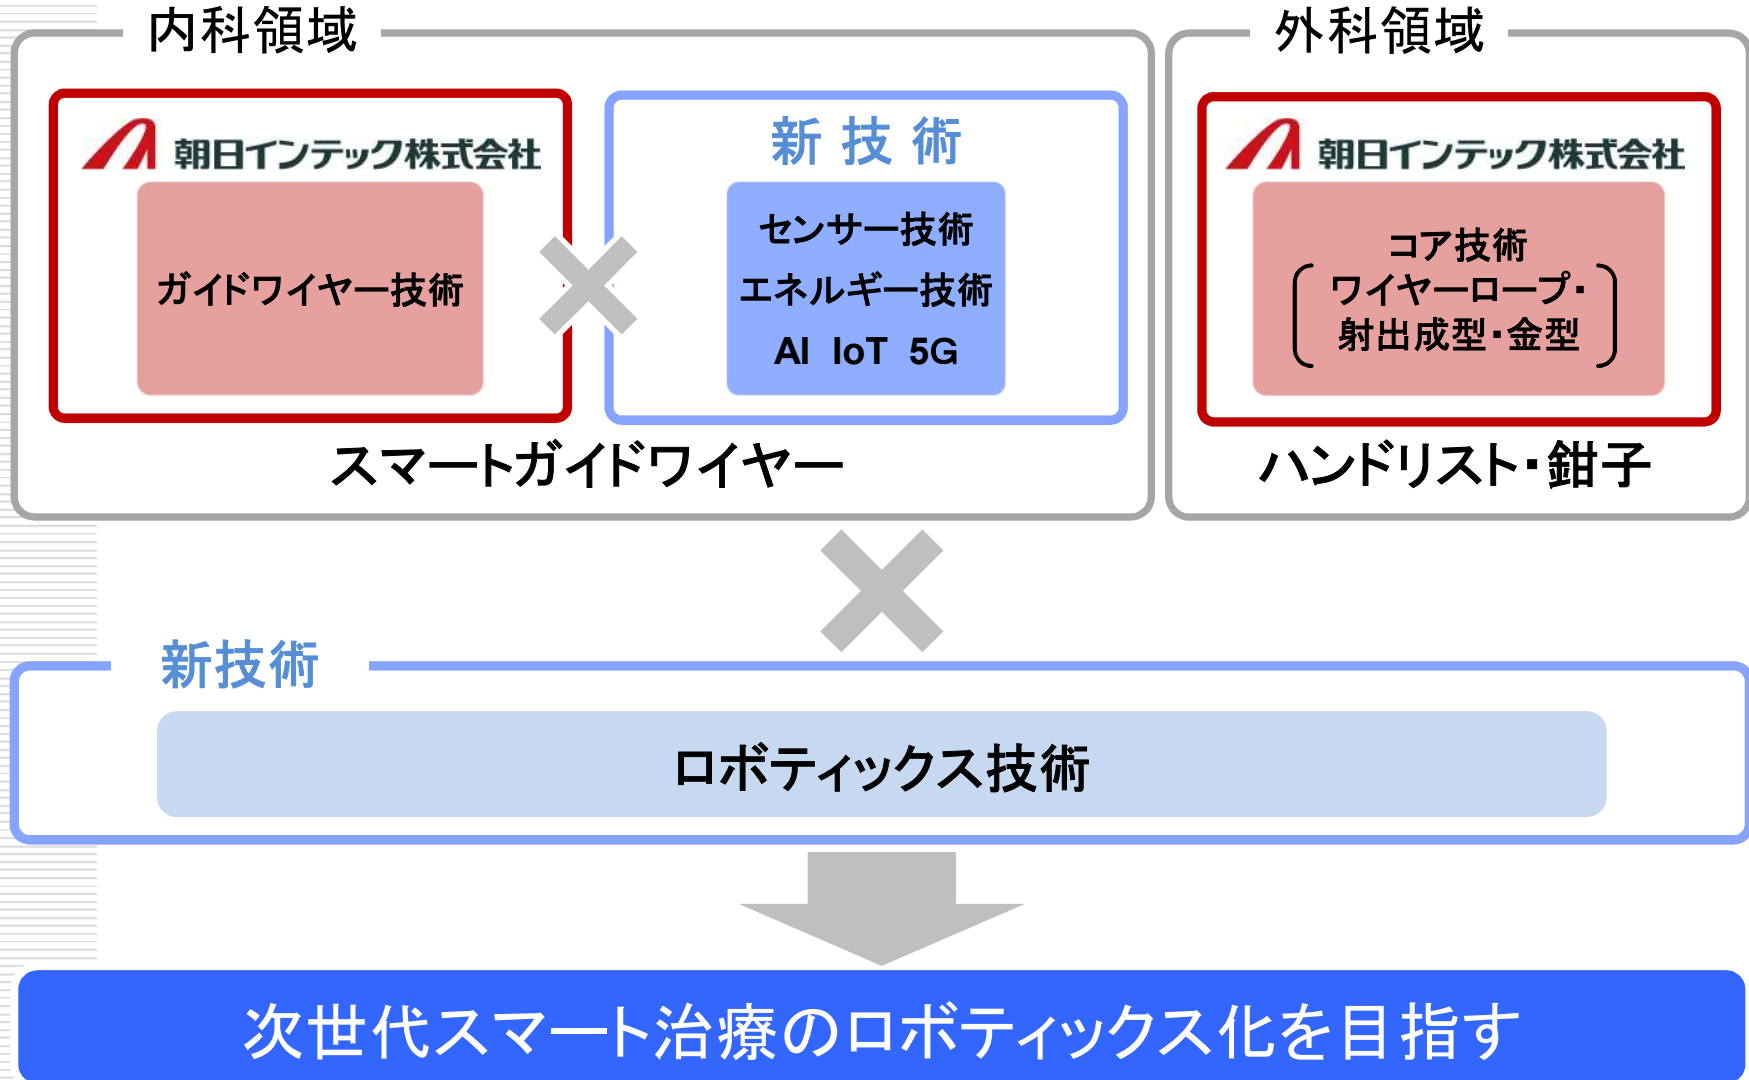 内科領域
朝日インテック株式会社
ガイドワイヤー技術
新技術
センサー技術
エネルギー技術
AI IoT 5G
スマートガイドワイヤー
外科領域
朝日インテック株式会社
コア技術
ワイヤーロープ・
射出成型・金型
ハンドリスト・鉗子
新技術
ロボティックス技術
次世代スマート治療のロボティックス化を目指す